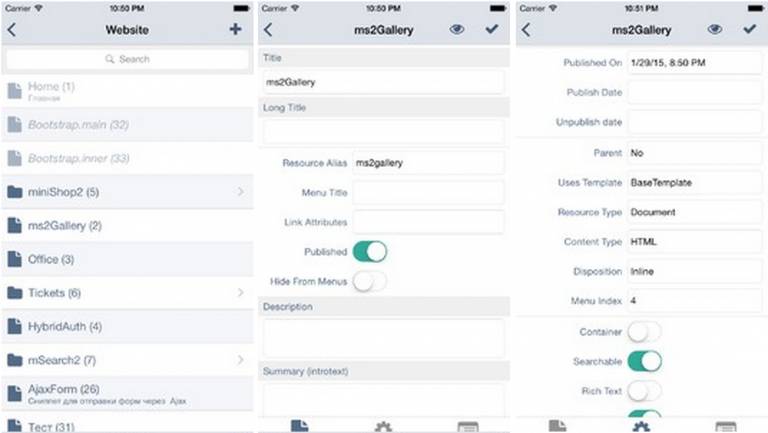 Carrier 10:50 PM
Website
Search
Home (1)
Главная
Bootstrap.main (32)
Bootstrap.inner (33)
miniShop2 (5)
ms2Gallery (2)
Office (3)
Tickets (6)
HybridAuth (4)
mSearch2 (7)
AjaxForm (26)
Сниппет для отправки форм через Ajax
Тест (31)
Carrier 10:50 PM
ms2Gallery
Title
ms2Gallery
Long Title
Resource Alias ms2gallery
Menu Title
Link Attributes
Published
Hide From Menus
Description
Summary (introtext)
Carrier 10:51 PM
ms2Gallery
Published On 1/29/15, 8:50 PM
Publish Date
Unpublish date
Parent No
Uses Template BaseTemplate
Resource Type Document
Content Type HTML
Disposition Inline
Menu Index 4
Container
Searchable
Rich Text